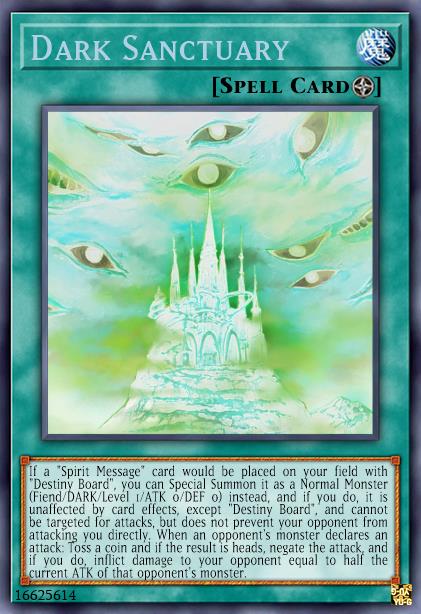 DARK SANCTUARY
魔
[SPELL CARD]
If a "Spirit Message" card would be placed on your field with
"Destiny Board", you can Special Summon it as a Normal Monster
(Fiend/DARK/Level 1/ATK 0/DEF 0) instead, and if you do, it is
unaffected by card effects, except "Destiny Board", and cannot
be targeted for attacks, but does not prevent your opponent from
attacking you directly. When an opponent's monster declares an
attack: Toss a coin and if the result is heads, negate the attack, and
if you do, inflict damage to your opponent equal to half the
current ATK of that opponent's monster.
16625614